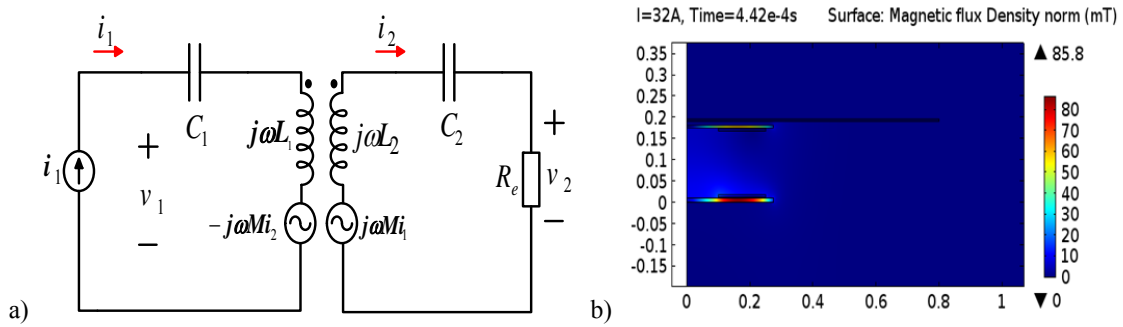 i₁
i₂
C₁
C₂
jωL₁
jωL₂
i₁
+
v₁
−
−jωMi₂
jωMi₁
Rₑ
+
v₂
−
a)
I=32A, Time=4.42e-4s Surface: Magnetic flux Density norm (mT)
▲ 85.8
0.35
0.3
0.25
0.2
0.15
0.1
0.05
0
-0.05
-0.1
-0.15
0 0.2 0.4 0.6 0.8 1
80
70
60
50
40
30
20
10
0
▼ 0
b)